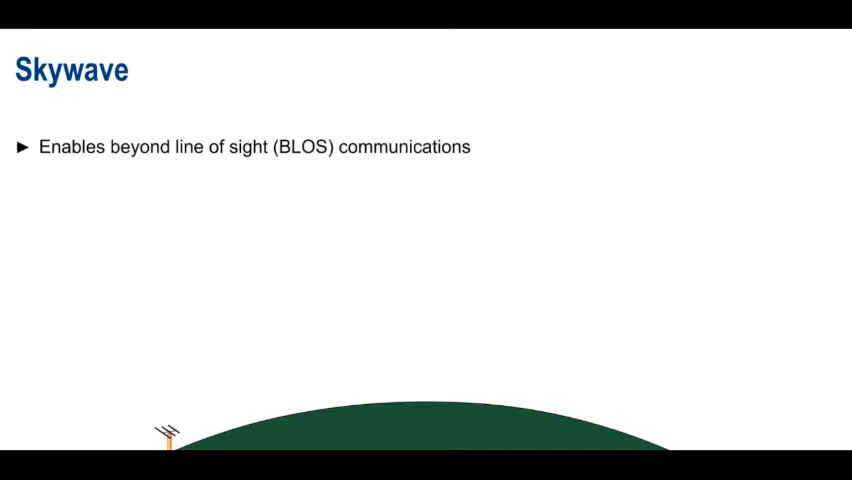 Skywave
► Enables beyond line of sight (BLOS) communications